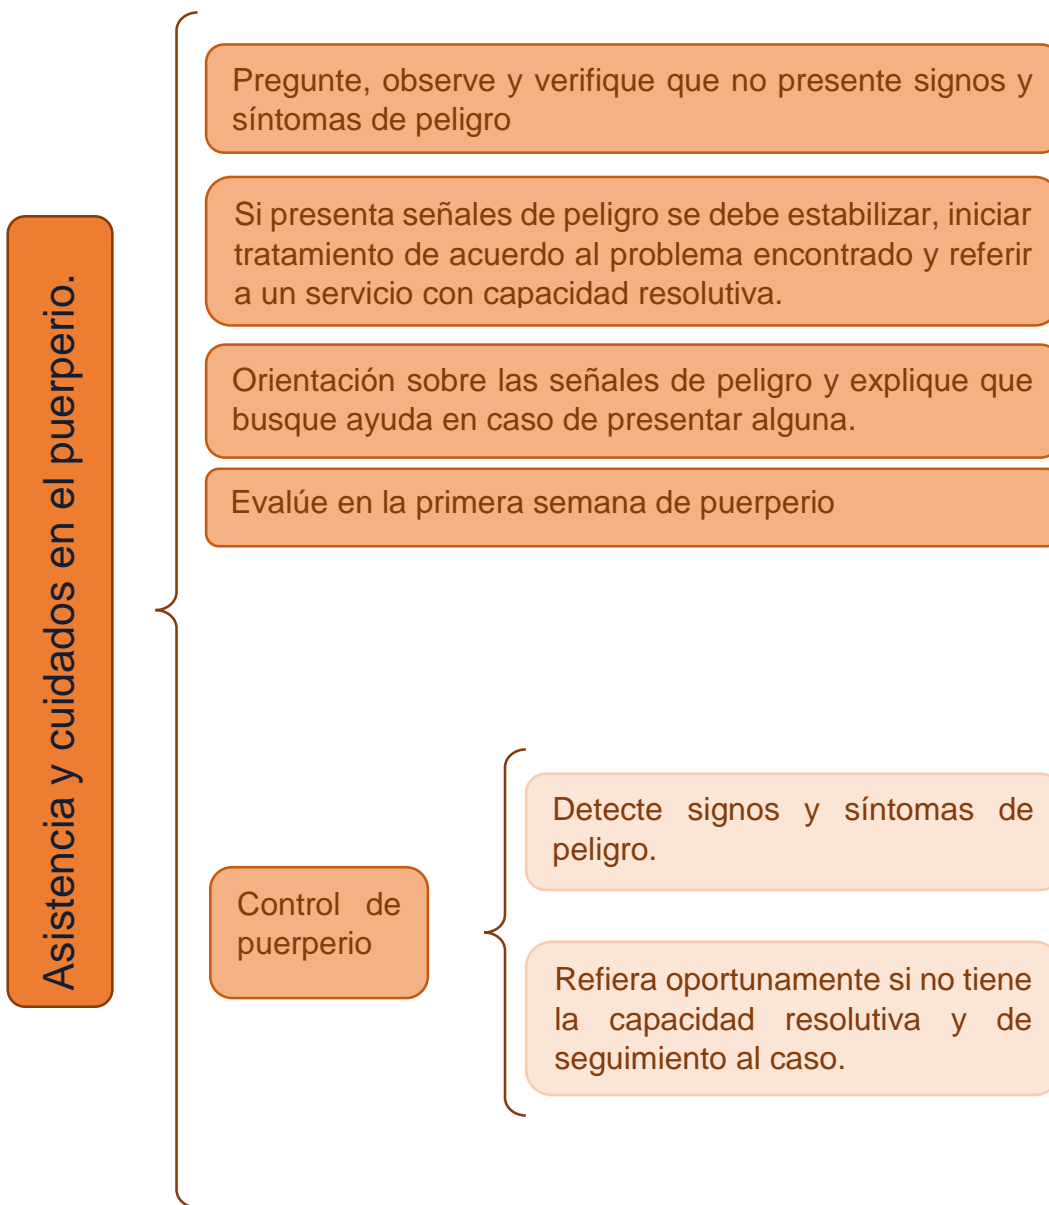 Asistencia y cuidados en el puerperio.
Pregunte, observe y verifique que no presente signos y
síntomas de peligro
Si presenta señales de peligro se debe estabilizar, iniciar
tratamiento de acuerdo al problema encontrado y referir
a un servicio con capacidad resolutiva.
Orientación sobre las señales de peligro y explique que
busque ayuda en caso de presentar alguna.
Evalúe en la primera semana de puerperio
Control de
puerperio
Detecte signos y síntomas de
peligro.
Refiera oportunamente si no tiene
la capacidad resolutiva y de
seguimiento al caso.